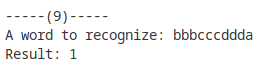 -----(9)-----
A word to recognize: bbbcccddda
Result: 1